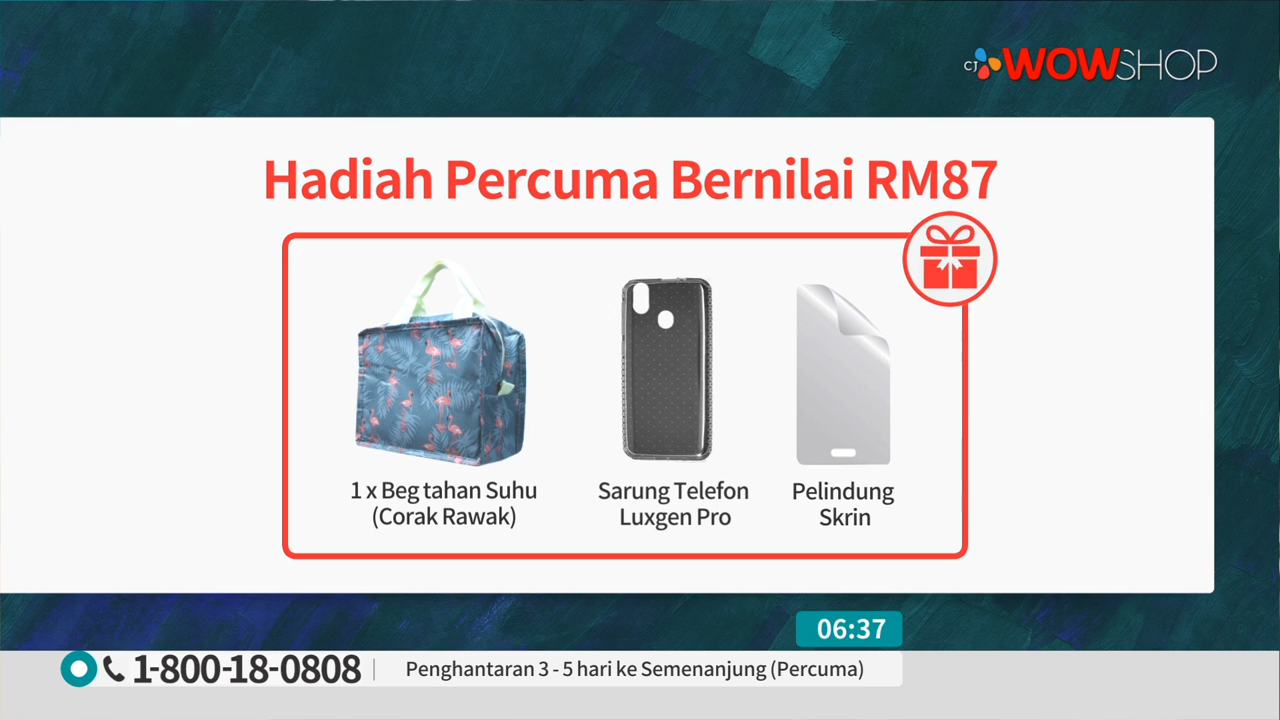 CJ WOWSHOP
Hadiah Percuma Bernilai RM87
1 x Beg tahan Suhu
(Corak Rawak)
Sarung Telefon
Luxgen Pro
Pelindung
Skrin
06:37
1-800-18-0808
Penghantaran 3 - 5 hari ke Semenanjung (Percuma)